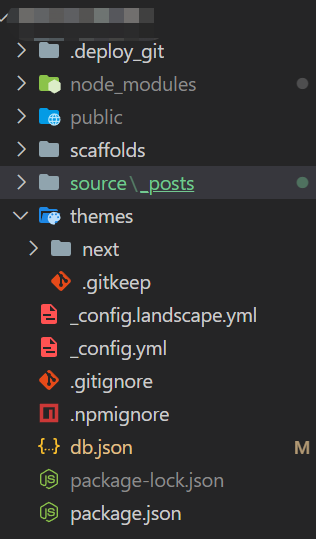 .deploy_git
node_modules
public
scaffolds
source\_posts
themes
next
.gitkeep
_config.landscape.yml
_config.yml
.gitignore
.npmignore
db.json M
package-lock.json
package.json